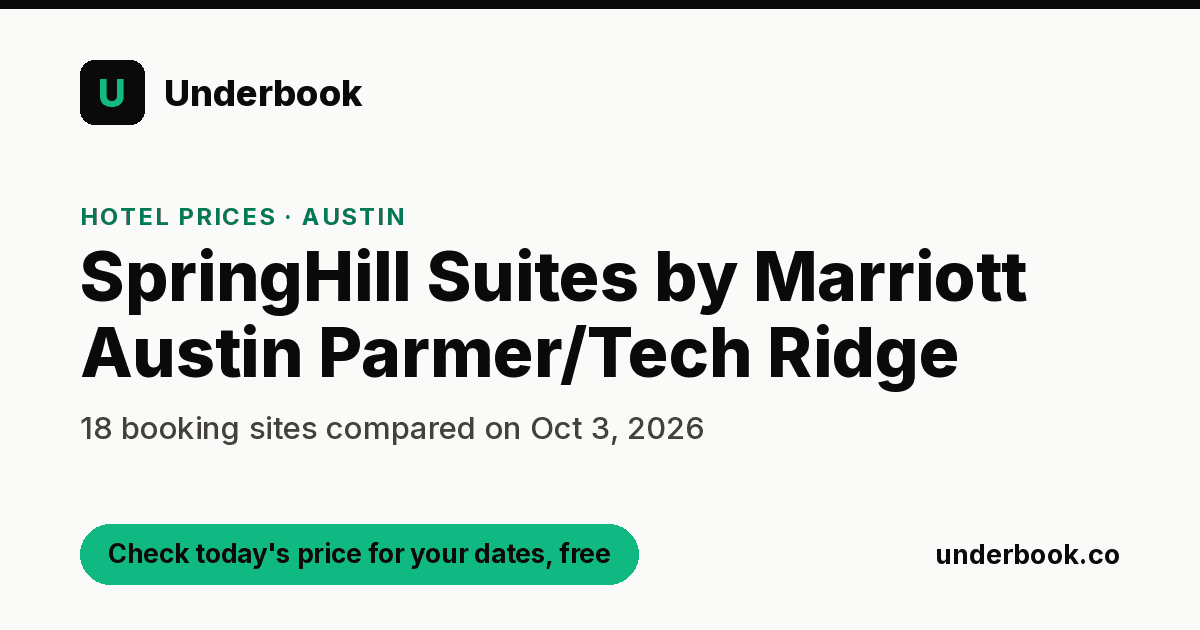 U Underbook
HOTEL PRICES · AUSTIN
SpringHill Suites by Marriott
Austin Parmer/Tech Ridge
18 booking sites compared on Oct 3, 2026
Check today's price for your dates, free
underbook.co